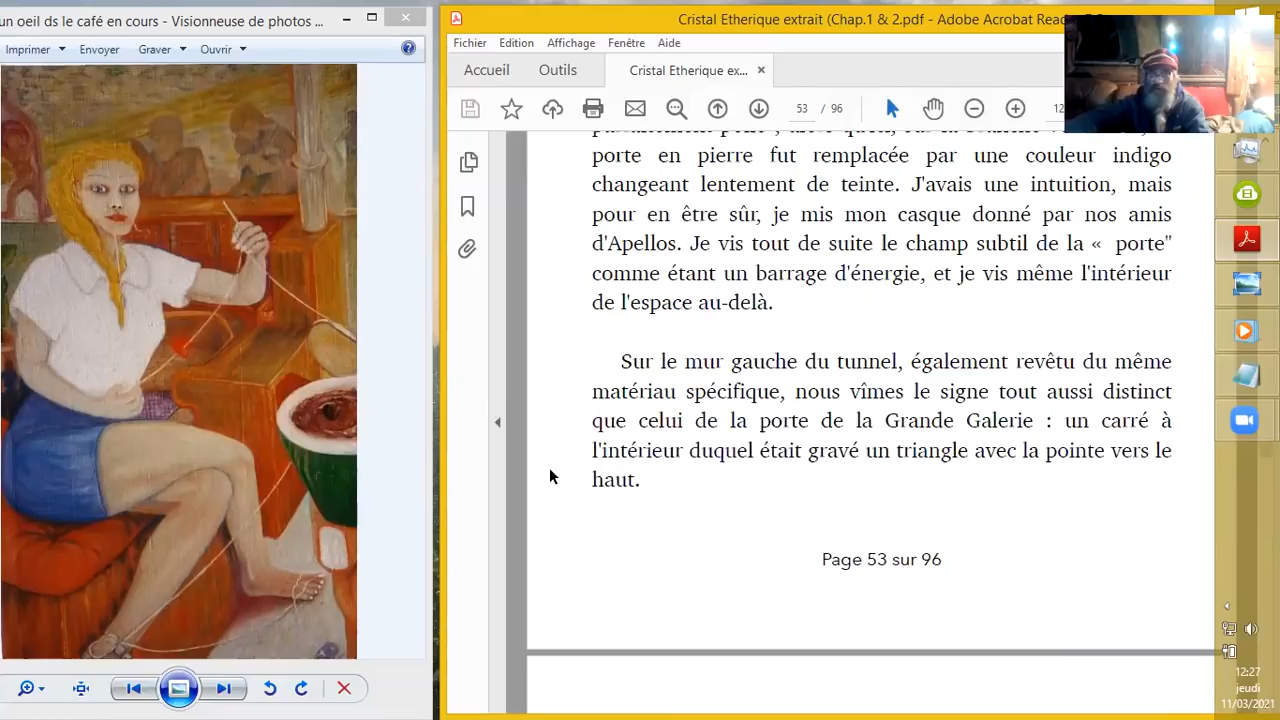 un oeil ds le café en cours - Visionneuse de photos ...
Imprimer
Envoyer
Graver
Ouvrir
Cristal Etherique extrait (Chap.1 & 2.pdf - Adobe Acrobat Rea
Fichier Edition Affichage Fenêtre Aide
Accueil Outils Cristal Etherique ex... ×
53 / 96
porte en pierre fut remplacée par une couleur indigo
changeant lentement de teinte. J'avais une intuition, mais
pour en être sûr, je mis mon casque donné par nos amis
d'Apellos. Je vis tout de suite le champ subtil de la « porte"
comme étant un barrage d'énergie, et je vis même l'intérieur
de l'espace au-delà.
Sur le mur gauche du tunnel, également revêtu du même
matériau spécifique, nous vîmes le signe tout aussi distinct
que celui de la porte de la Grande Galerie : un carré à
l'intérieur duquel était gravé un triangle avec la pointe vers le
haut.
Page 53 sur 96
12:27
jeudi
11/03/2021